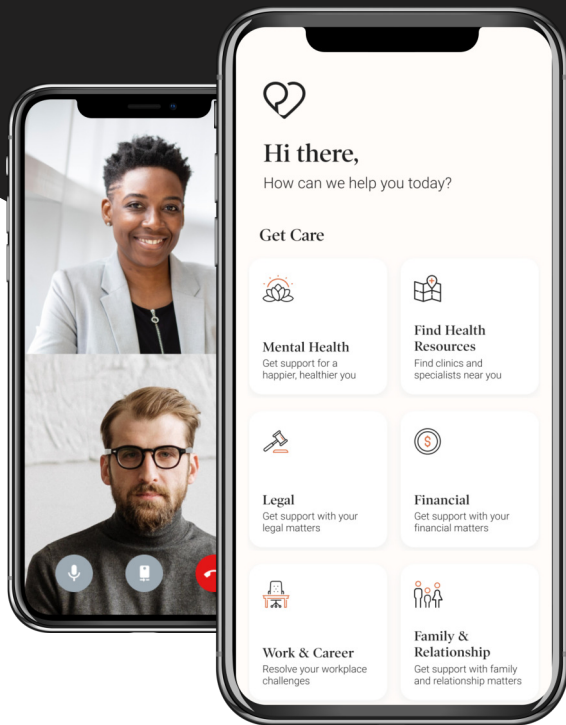 Hi there,
How can we help you today?
Get Care
Mental Health
Get support for a
happier, healthier you
Find Health
Resources
Find clinics and
specialists near you
Legal
Get support with your
legal matters
Financial
Get support with your
financial matters
Work & Career
Resolve your workplace
challenges
Family &
Relationship
Get support with family
and relationship matters